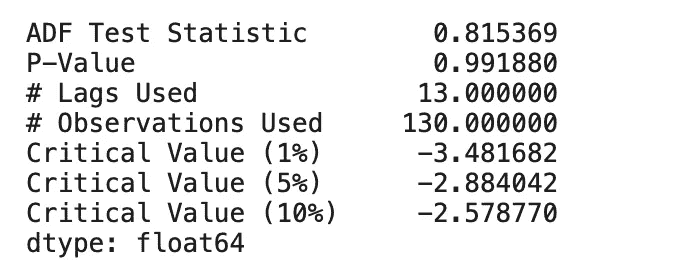 ADF Test Statistic 0.815369
P-Value 0.991880
# Lags Used 13.000000
# Observations Used 130.000000
Critical Value (1%) -3.481682
Critical Value (5%) -2.884042
Critical Value (10%) -2.578770
dtype: float64